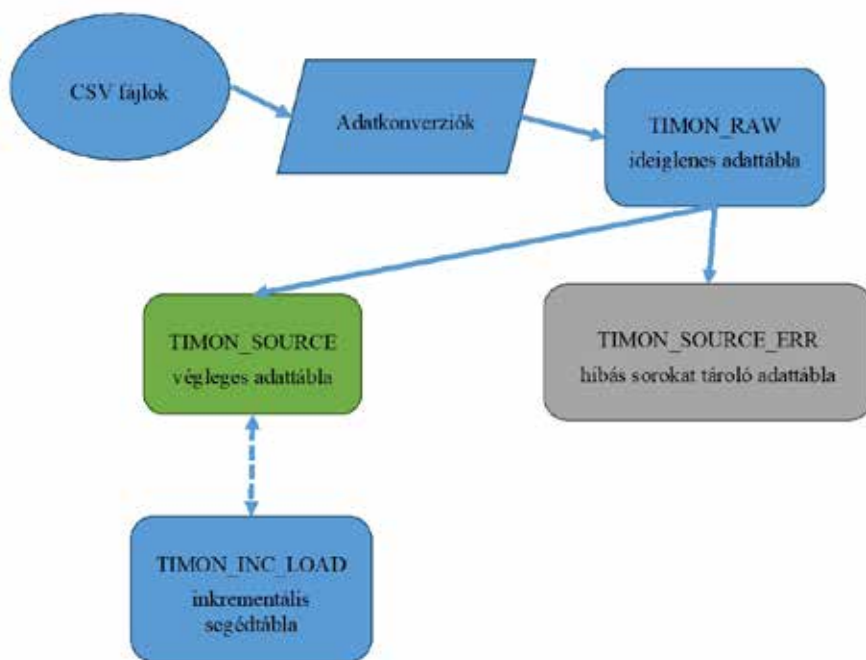 CSV fájlok
Adatkonverziók
TIMON_RAW
ideiglenes adattábla
TIMON_SOURCE
végleges adattábla
TIMON_SOURCE_ERR
hibás sorokat tároló adattábla
TIMON_INC_LOAD
inkrementális
segédtábla